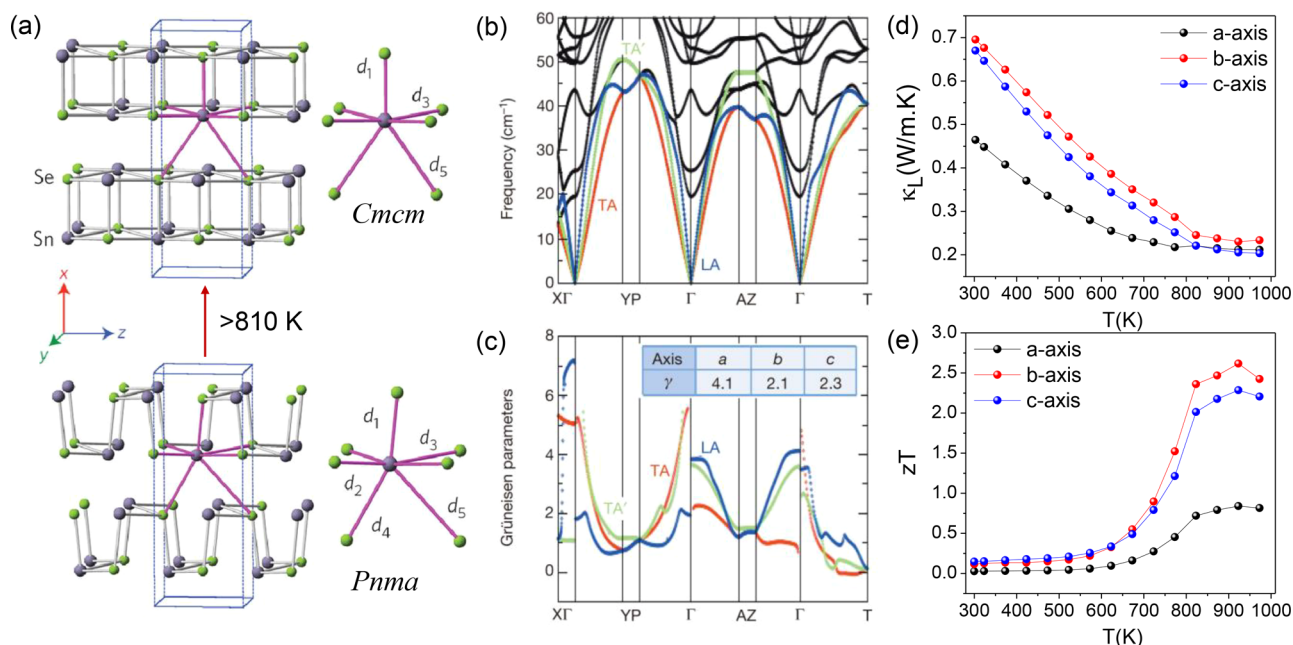 (a)
d1
d3
d5
Cmcm
Se
Sn
x
y
z
>810 K
d1
d3
d2
d4
d5
Pnma
(b)
Frequency (cm⁻¹)
60
50
40
30
20
10
0
TA′
TA
LA
XΓ YP Γ AZ Γ T
(c)
Grüneisen parameters
8
6
4
2
0
Axis a b c
γ 4.1 2.1 2.3
LA
TA
TA′
XΓ YP Γ AZ Γ T
(d)
κL(W/m.K)
0.7
0.6
0.5
0.4
0.3
0.2
a-axis
b-axis
c-axis
300 400 500 600 700 800 900 1000
T(K)
(e)
zT
3.0
2.5
2.0
1.5
1.0
0.5
0.0
a-axis
b-axis
c-axis
300 400 500 600 700 800 900 1000
T(K)